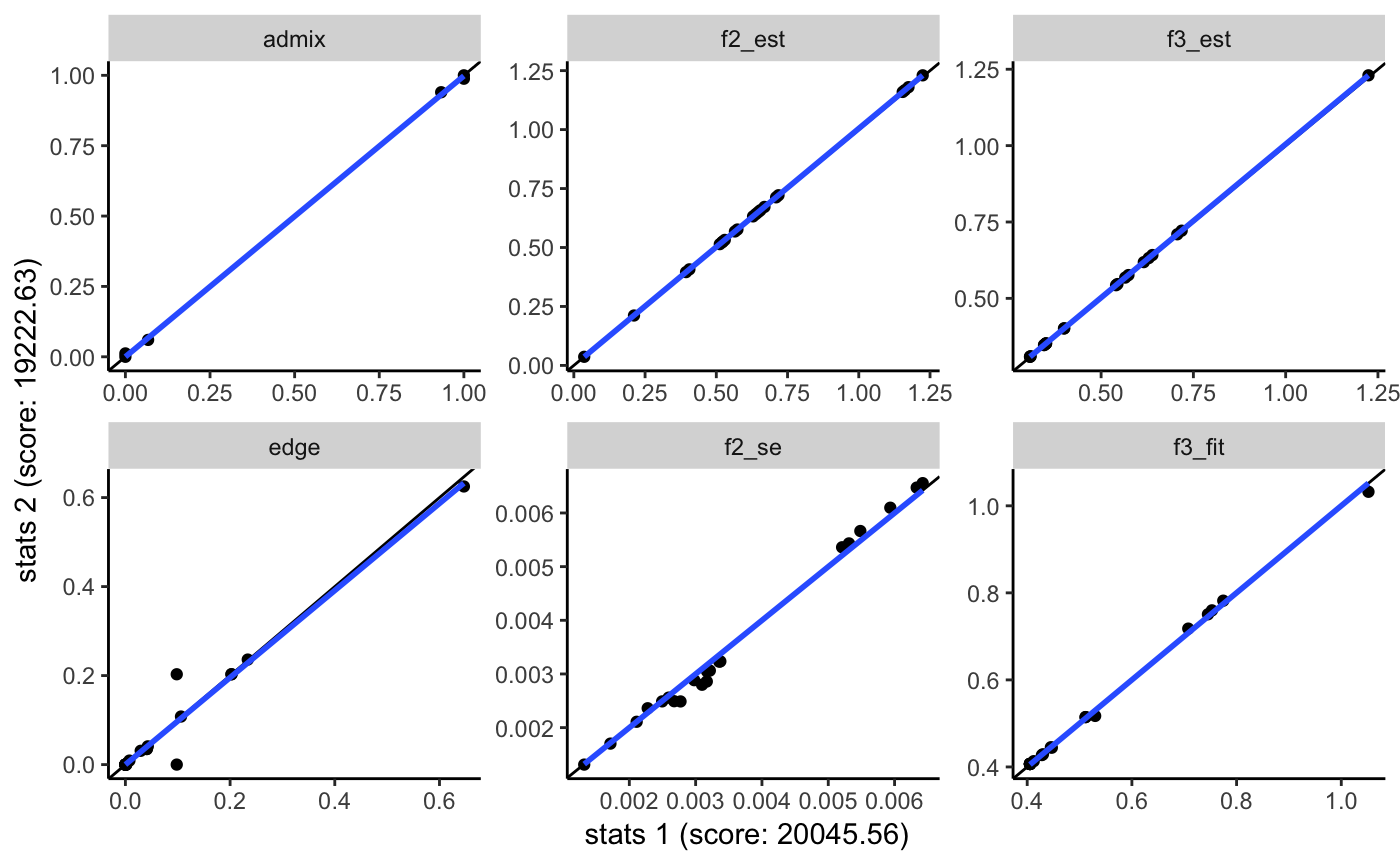 admix
f2_est
f3_est
1.00
0.75
0.50
0.25
0.00
0.00 0.25 0.50 0.75 1.00
1.25
1.00
0.75
0.50
0.25
0.00
0.00 0.25 0.50 0.75 1.00 1.25
1.25
1.00
0.75
0.50
0.50 0.75 1.00 1.25
stats 2 (score: 19222.63)
edge
f2_se
f3_fit
0.6
0.4
0.2
0.0
0.0 0.2 0.4 0.6
0.006
0.005
0.004
0.003
0.002
0.002 0.003 0.004 0.005 0.006
1.0
0.8
0.6
0.4
0.4 0.6 0.8 1.0
stats 1 (score: 20045.56)